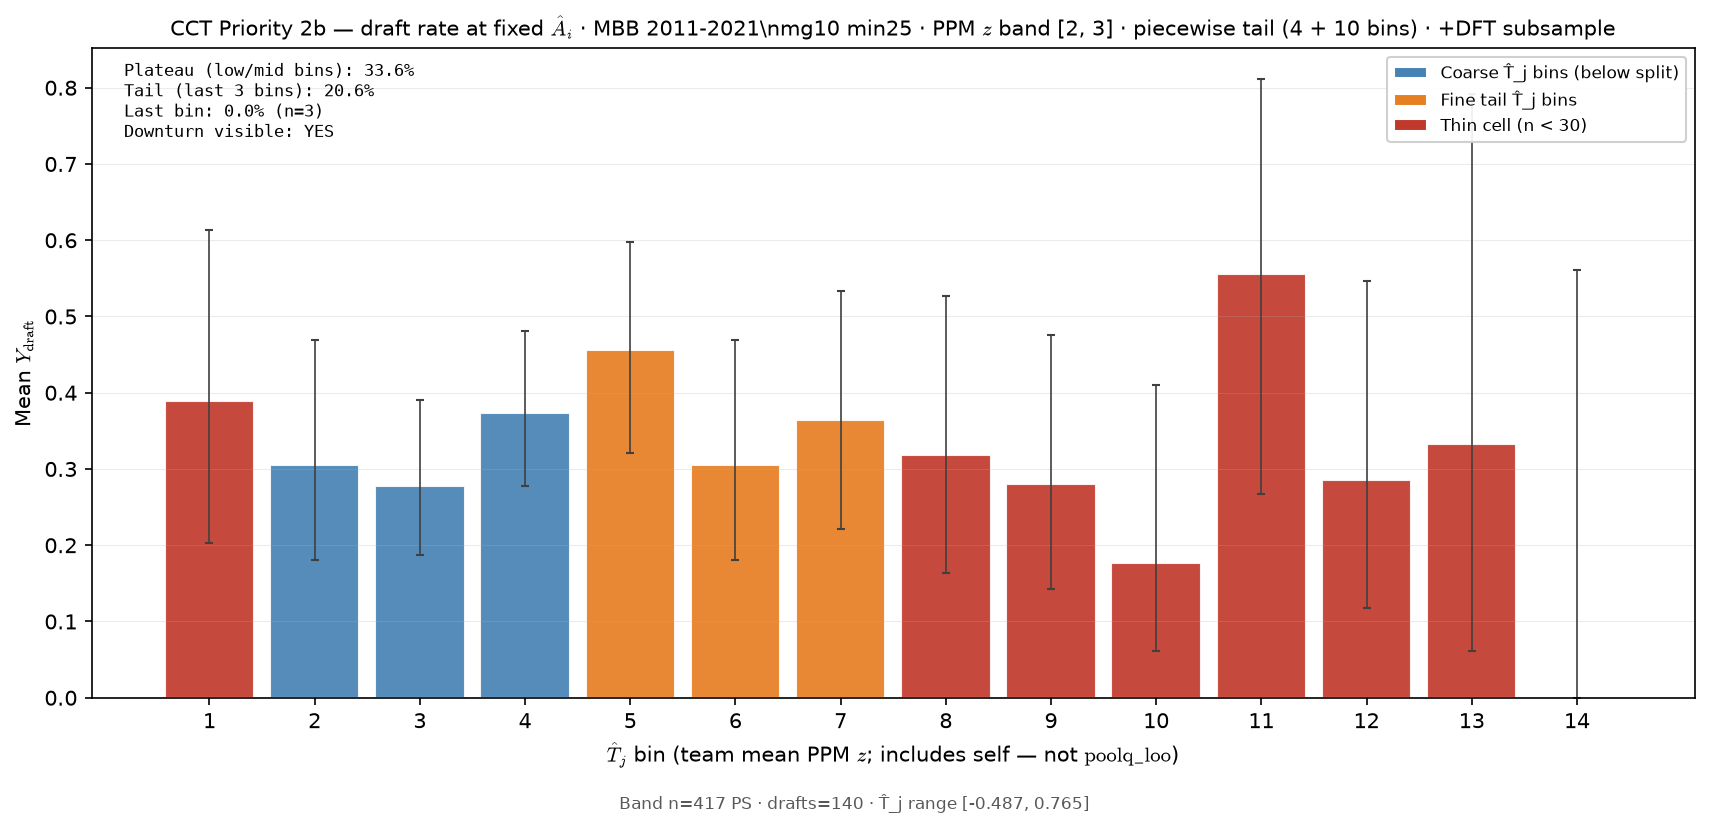 CCT Priority 2b — draft rate at fixed Âᵢ · MBB 2011-2021\nmg10 min25 · PPM z band [2, 3] · piecewise tail (4 + 10 bins) · +DFT subsample
Plateau (low/mid bins): 33.6%
Tail (last 3 bins): 20.6%
Last bin: 0.0% (n=3)
Downturn visible: YES
Coarse T̂_j bins (below split)
Fine tail T̂_j bins
Thin cell (n < 30)
Mean Y_draft
0.8
0.7
0.6
0.5
0.4
0.3
0.2
0.1
0.0
1 2 3 4 5 6 7 8 9 10 11 12 13 14
T̂ⱼ bin (team mean PPM z; includes self — not poolq_loo)
Band n=417 PS · drafts=140 · T̂_j range [-0.487, 0.765]